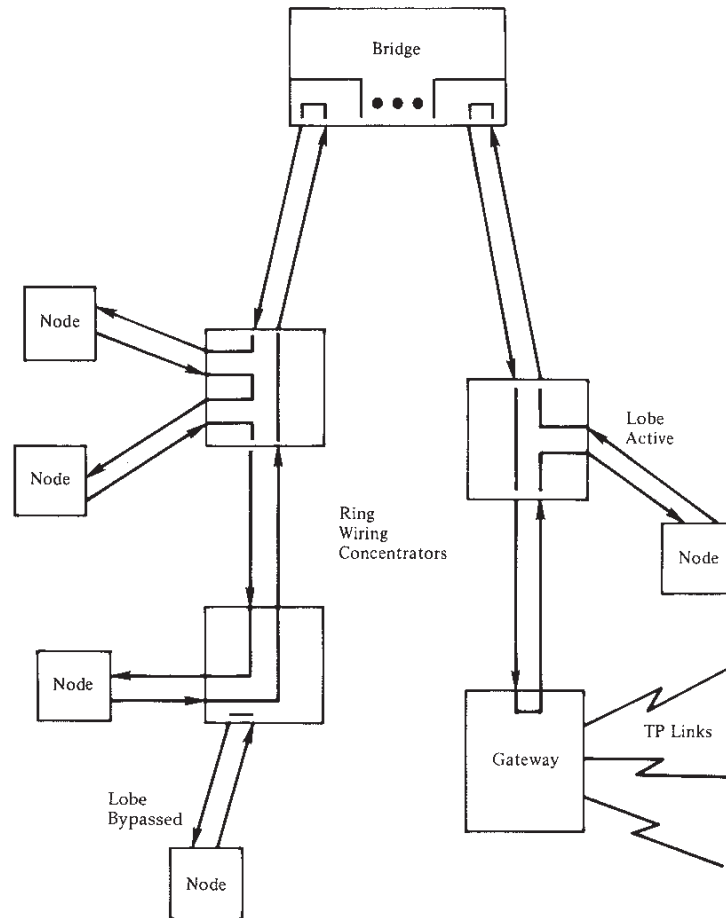 Bridge
Node
Node
Lobe
Active
Ring
Wiring
Concentrators
Node
Node
TP Links
Gateway
Lobe
Bypassed
Node